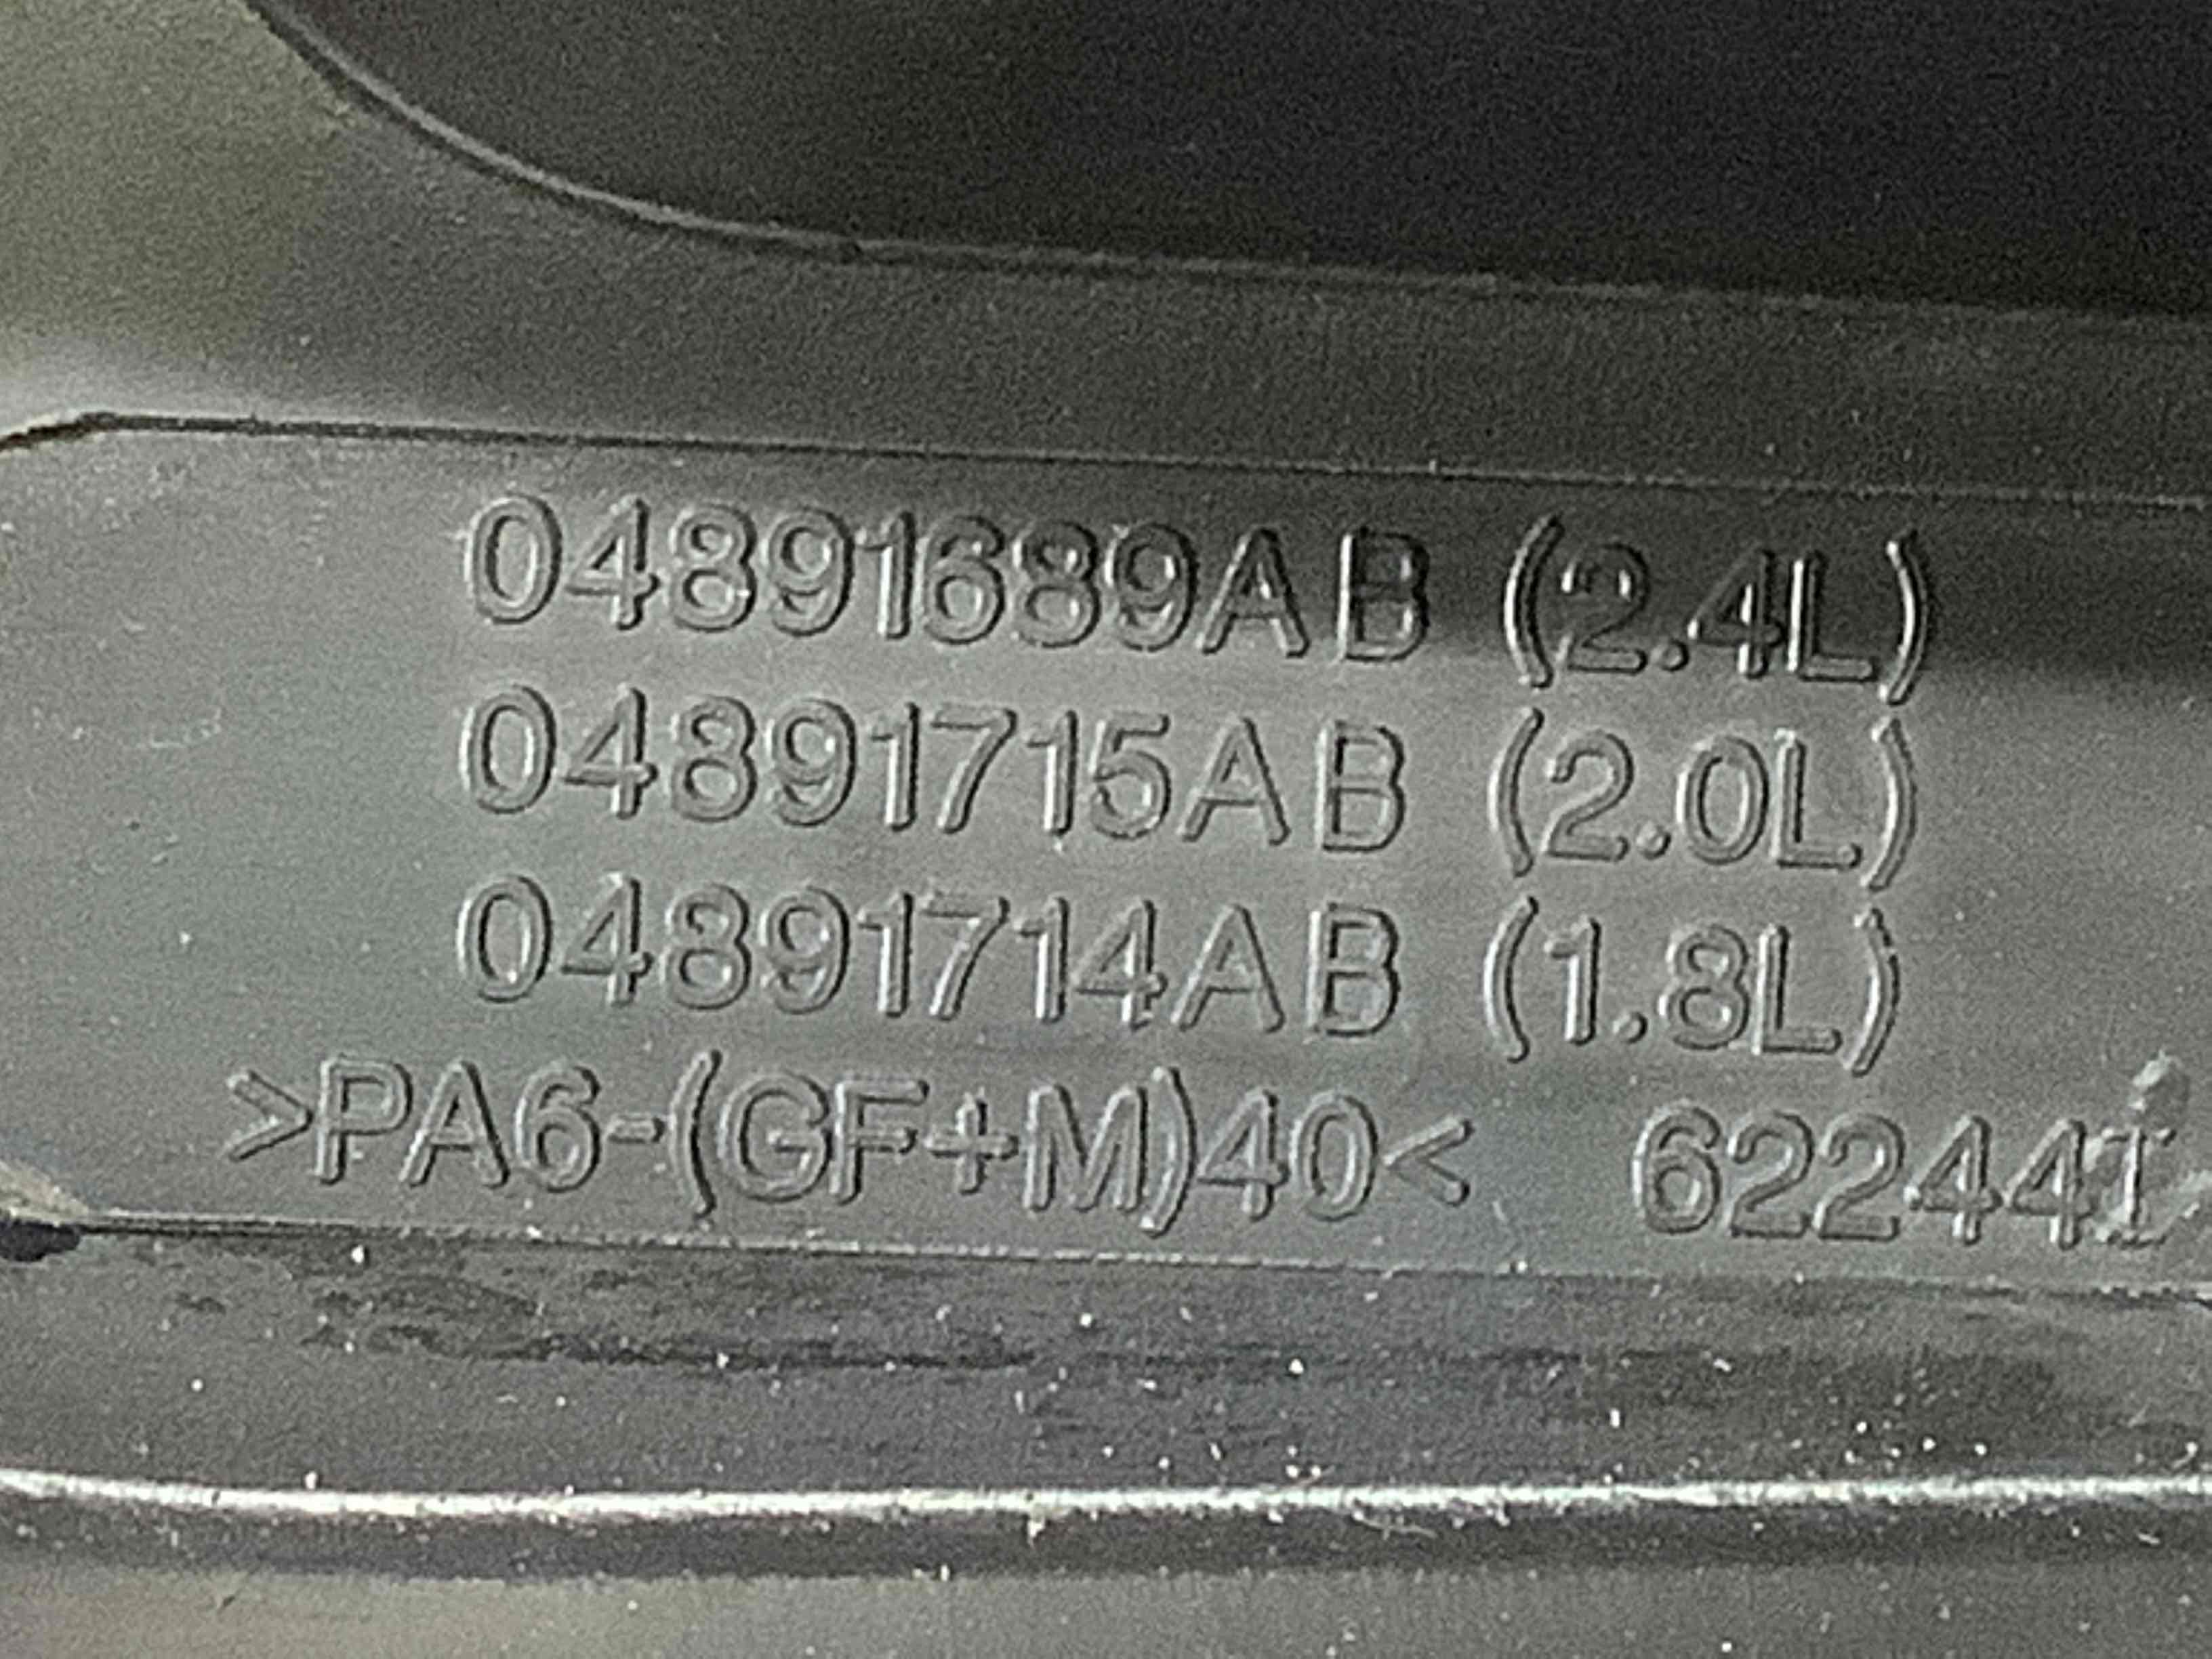 04891689AB (2.4L)
04891715AB (2.0L)
04891714AB (1.8L)
>PA6-(GF+M)40<   622441